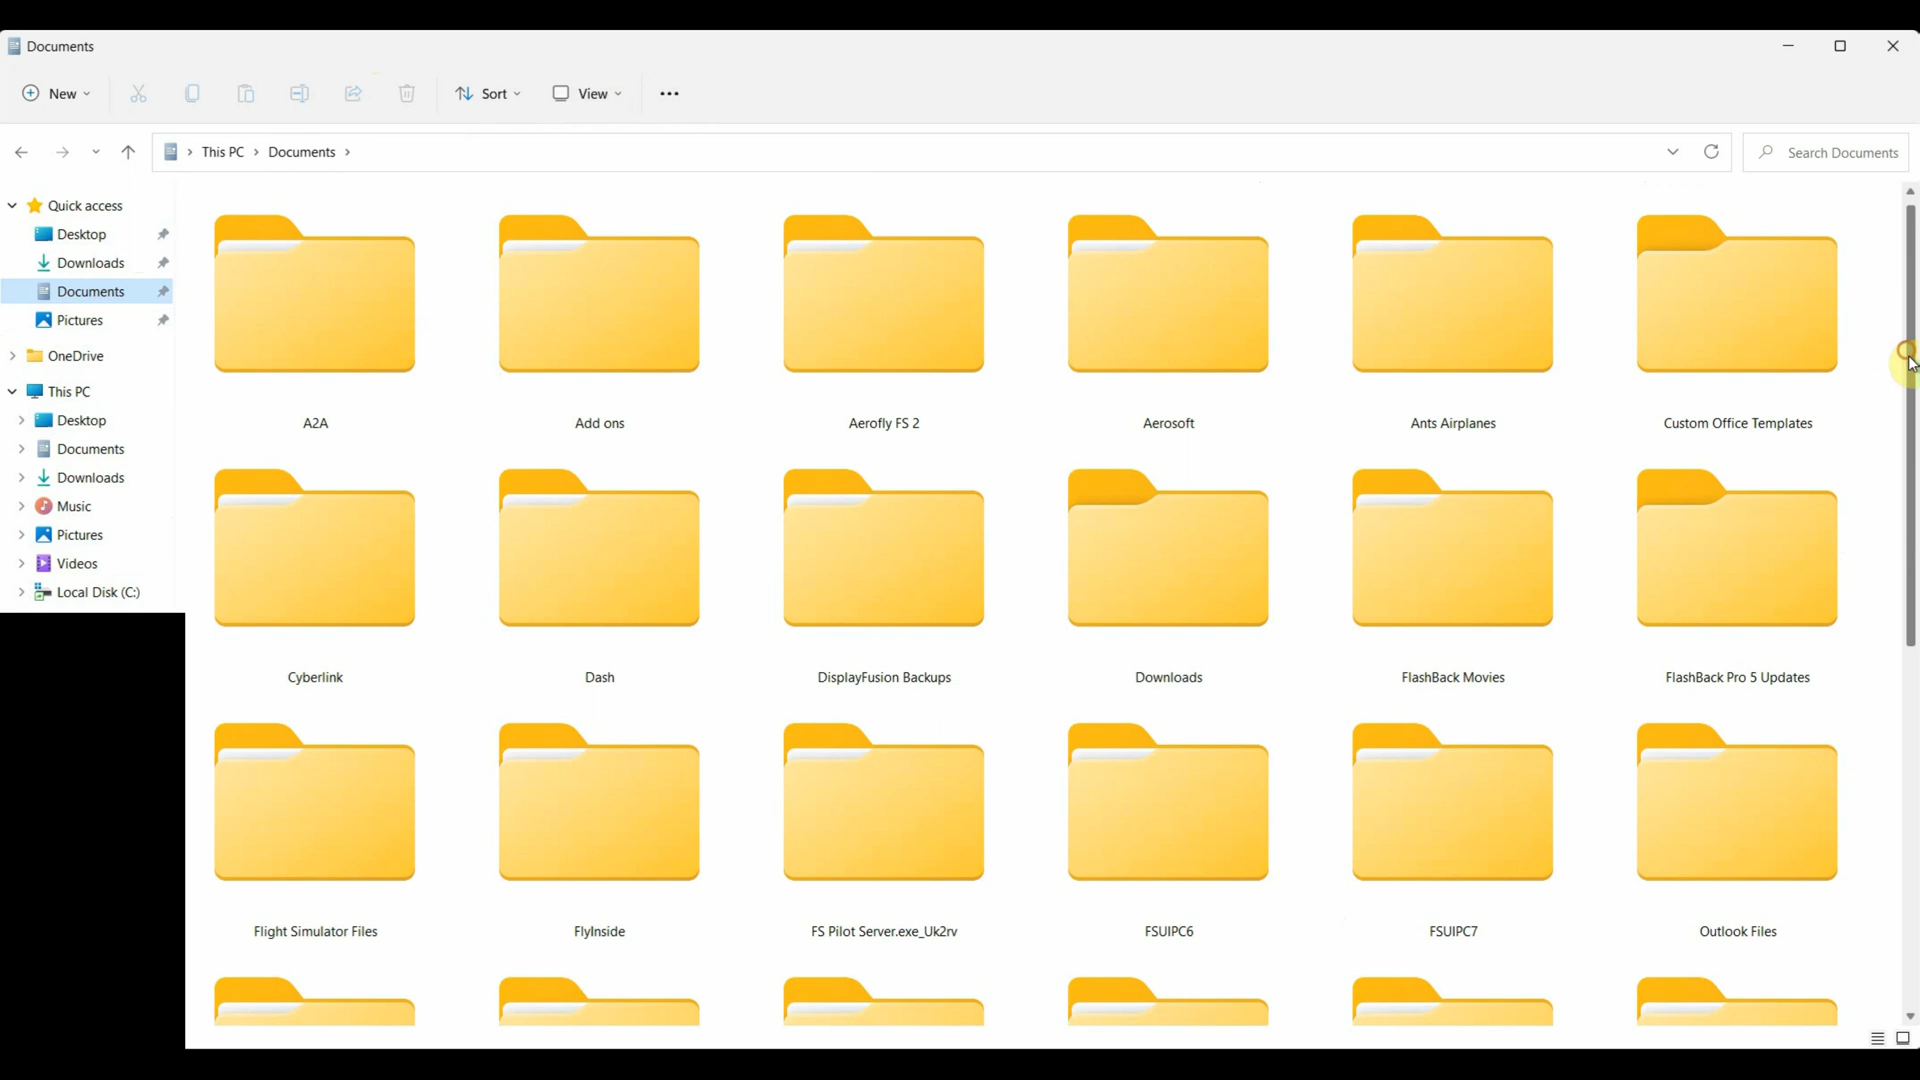 Documents
New
Sort
View
This PC
Documents
Search Documents
Quick access
Desktop
Downloads
Documents
Pictures
OneDrive
This PC
Desktop
Documents
Downloads
Music
Pictures
Videos
Local Disk (C:)
A2A
Add ons
Aerofly FS 2
Aerosoft
Ants Airplanes
Custom Office Templates
Cyberlink
Dash
DisplayFusion Backups
Downloads
FlashBack Movies
FlashBack Pro 5 Updates
Flight Simulator Files
FlyInside
FS Pilot Server.exe_Uk2rv
FSUIPC6
FSUIPC7
Outlook Files